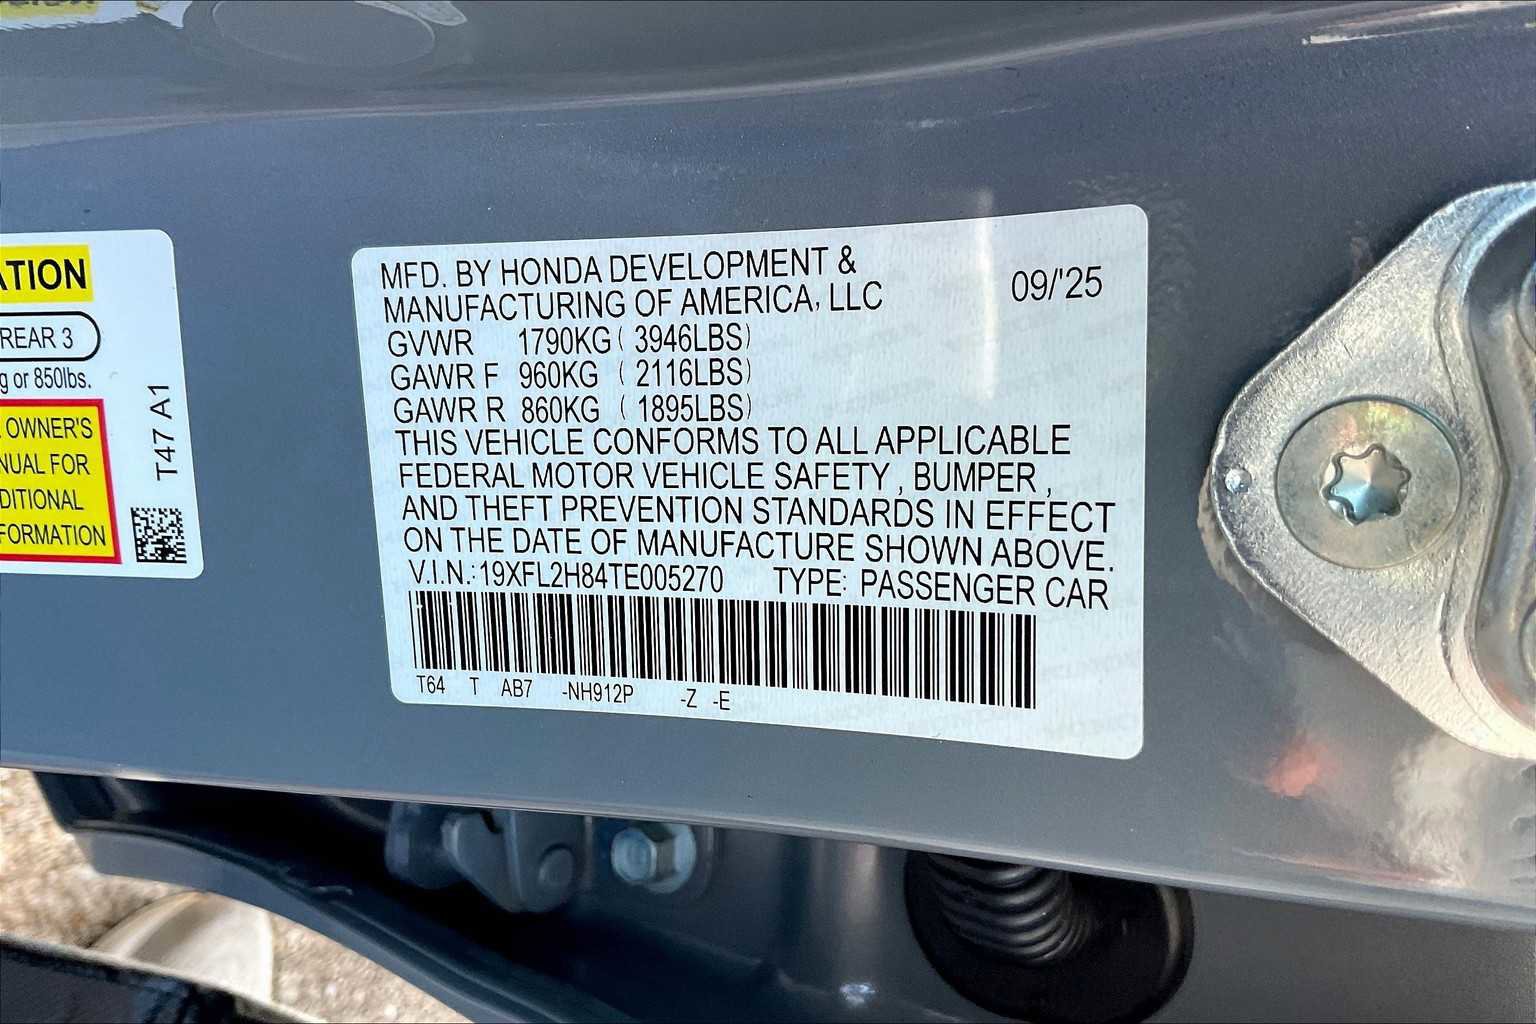 ATION
REAR 3
g or 850lbs.
OWNER'S
NUAL FOR
DITIONAL
FORMATION
T47 A1
MFD. BY HONDA DEVELOPMENT &
MANUFACTURING OF AMERICA, LLC
09/'25
GVWR 1790KG ( 3946LBS)
GAWR F 960KG ( 2116LBS)
GAWR R 860KG ( 1895LBS)
THIS VEHICLE CONFORMS TO ALL APPLICABLE
FEDERAL MOTOR VEHICLE SAFETY , BUMPER ,
AND THEFT PREVENTION STANDARDS IN EFFECT
ON THE DATE OF MANUFACTURE SHOWN ABOVE.
V.I.N.: 19XFL2H84TE005270 TYPE: PASSENGER CAR
T64 T AB7 -NH912P -Z -E